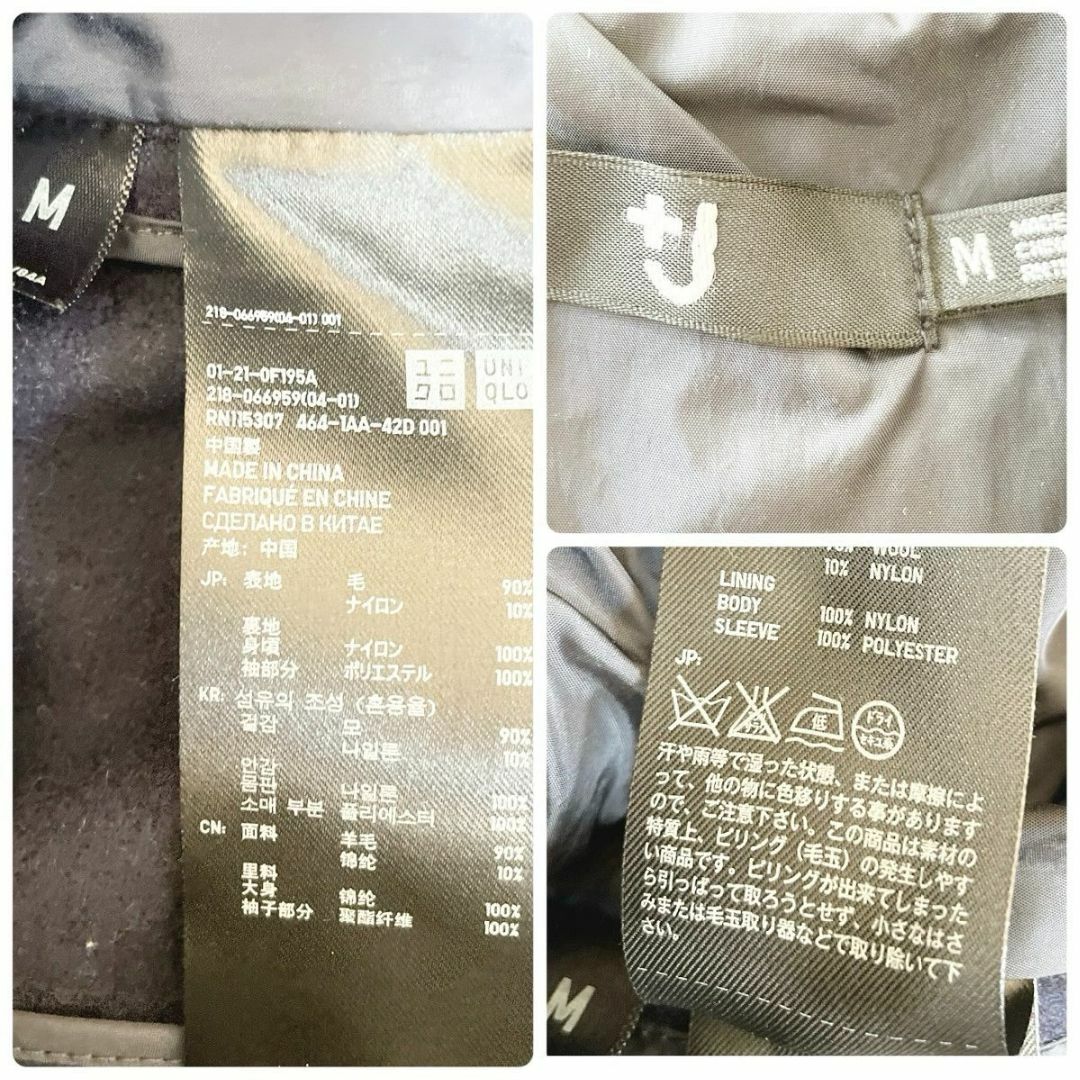 M
218-066959(04-01) 001
01-21-0F195A
218-066959(04-01)
RN115307 464-1AA-42D 001
ユニ
クロ
UNI
QLO
中国製
MADE IN CHINA
FABRIQUÉ EN CHINE
СДЕЛАНО В КИТАЕ
产地: 中国
JP: 表地 毛 90%
ナイロン 10%
裏地
身頃 ナイロン 100%
袖部分 ポリエステル 100%
KR: 섬유의 조성 (혼용율)
겉감 모 90%
나일론 10%
안감
몸판 나일론 100%
소매 부분 폴리에스터 100%
CN: 面料 羊毛 90%
锦纶 10%
里料
大身 锦纶 100%
袖子部分 聚酯纤维 100%
+J
M
90% WOOL
10% NYLON
LINING
BODY 100% NYLON
SLEEVE 100% POLYESTER
JP:
低
ドライ
セキユ系
汗や雨等で湿った状態、または摩擦によ
って、他の物に色移りする事があります
ので、ご注意下さい。この商品は素材の
特質上、ピリング(毛玉)の発生しやす
い商品です。ピリングが出来てしまった
ら引っぱって取ろうとせず、小さなはさ
みまたは毛玉取り器などで取り除いて下
さい。
M